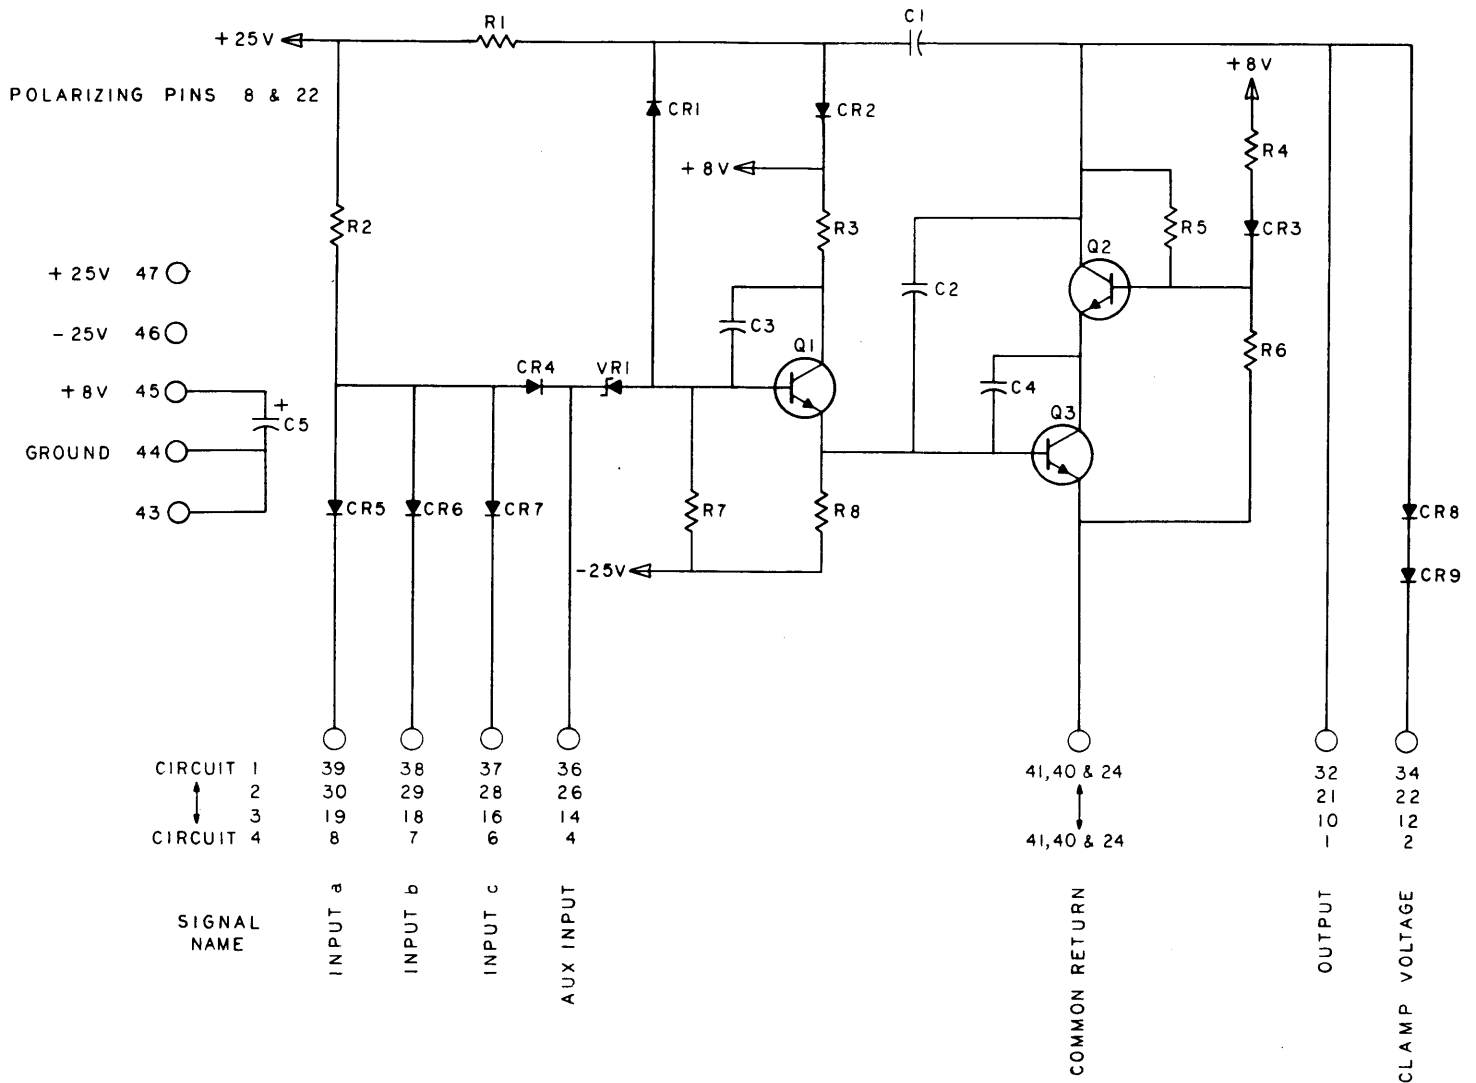 R1
C1
+25V
+8V
POLARIZING PINS 8 & 22
CR1
CR2
R4
+8V
R2
R3
R5
CR3
Q2
+25V 47
C2
-25V 46
C3
Q1
R6
CR4
VR1
+8V 45
C4
+
C5
Q3
GROUND 44
43
CR5
CR6
CR7
R7
R8
CR8
-25V
CR9
CIRCUIT 1 39 38 37 36 41,40 & 24 32 34
2 30 29 28 26 21 22
3 19 18 16 14 10 12
CIRCUIT 4 8 7 6 4 41,40 & 24 1 2
SIGNAL
NAME
INPUT a
INPUT b
INPUT c
AUX INPUT
COMMON RETURN
OUTPUT
CLAMP VOLTAGE